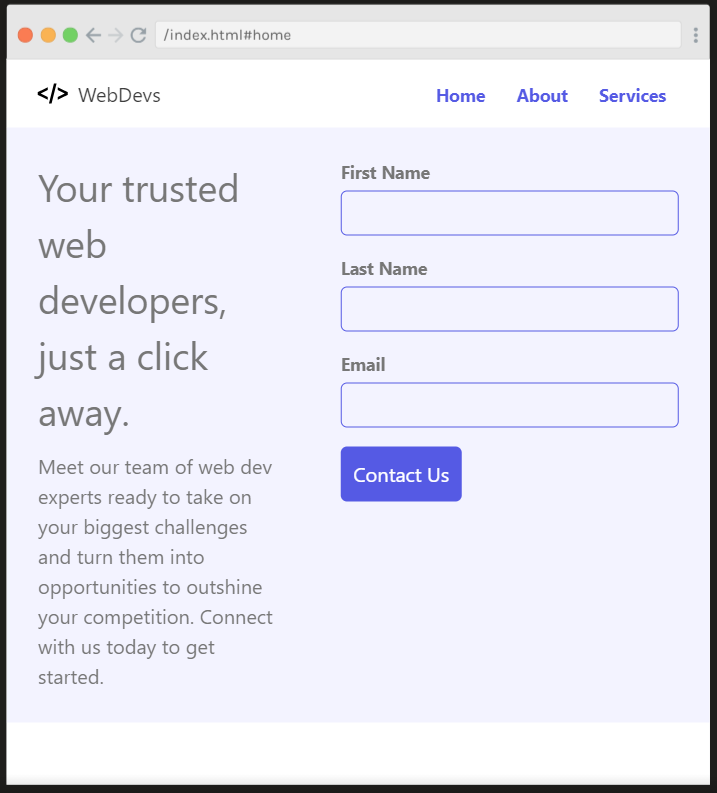 /index.html#home
</> WebDevs
Home About Services
Your trusted
web
developers,
just a click
away.
Meet our team of web dev
experts ready to take on
your biggest challenges
and turn them into
opportunities to outshine
your competition. Connect
with us today to get
started.
First Name
Last Name
Email
Contact Us